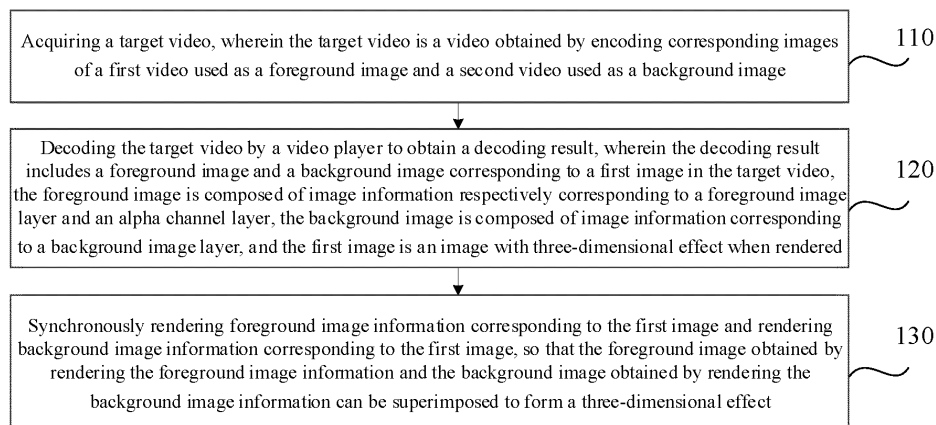 Acquiring a target video, wherein the target video is a video obtained by encoding corresponding images
of a first video used as a foreground image and a second video used as a background image
110
Decoding the target video by a video player to obtain a decoding result, wherein the decoding result
includes a foreground image and a background image corresponding to a first image in the target video,
the foreground image is composed of image information respectively corresponding to a foreground image
layer and an alpha channel layer, the background image is composed of image information corresponding
to a background image layer, and the first image is an image with three-dimensional effect when rendered
120
Synchronously rendering foreground image information corresponding to the first image and rendering
background image information corresponding to the first image, so that the foreground image obtained by
rendering the foreground image information and the background image obtained by rendering the
background image information can be superimposed to form a three-dimensional effect
130